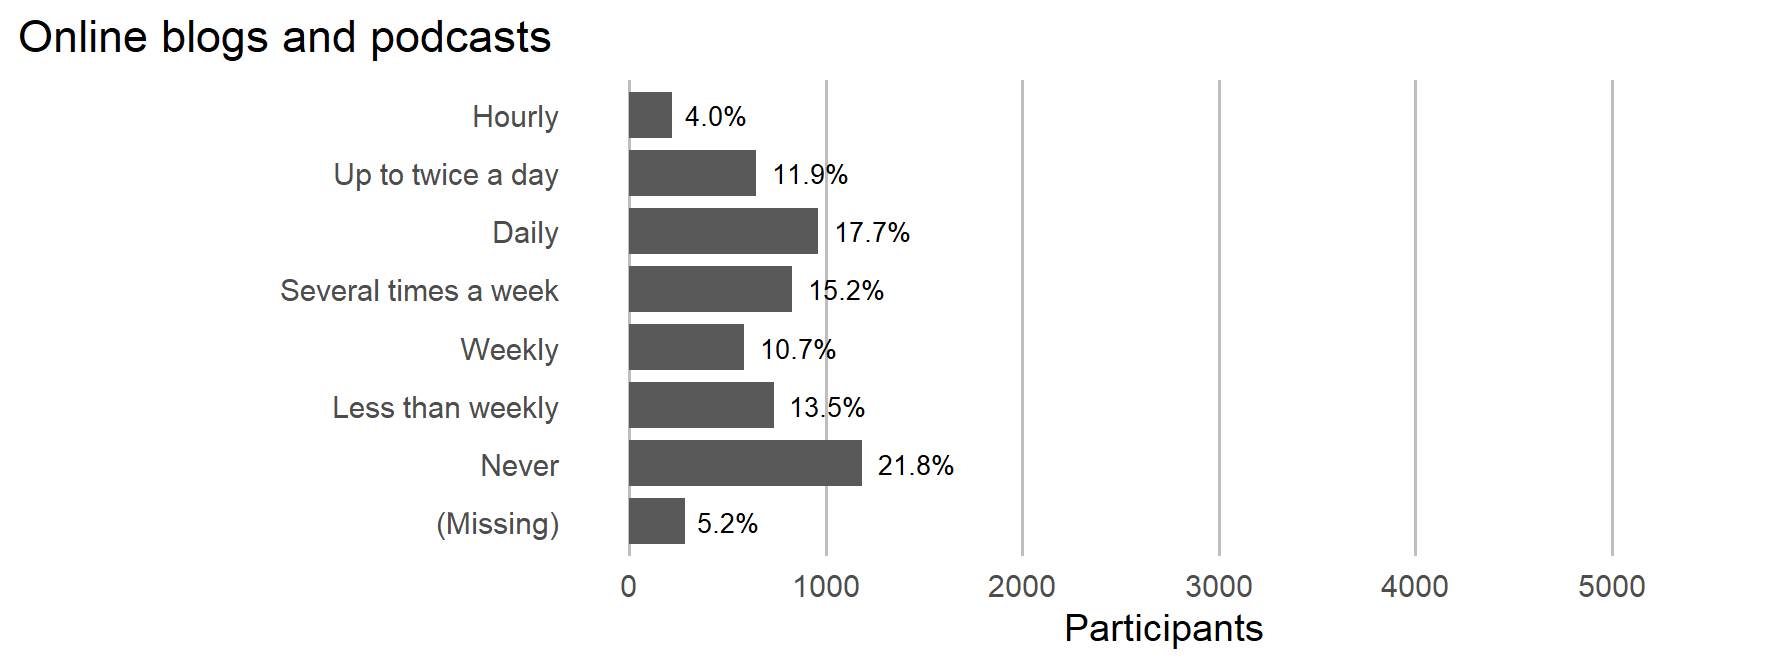 Online blogs and podcasts
Hourly 4.0%
Up to twice a day 11.9%
Daily 17.7%
Several times a week 15.2%
Weekly 10.7%
Less than weekly 13.5%
Never 21.8%
(Missing) 5.2%
0 1000 2000 3000 4000 5000
Participants